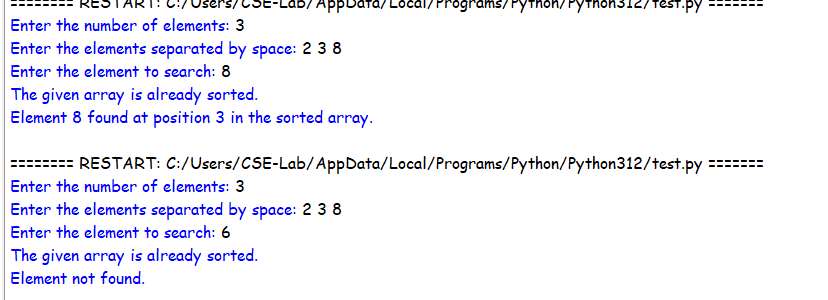 ======== RESTART: C:/Users/CSE-Lab/AppData/Local/Programs/Python/Python312/test.py =======
Enter the number of elements: 3
Enter the elements separated by space: 2 3 8
Enter the element to search: 8
The given array is already sorted.
Element 8 found at position 3 in the sorted array.
======== RESTART: C:/Users/CSE-Lab/AppData/Local/Programs/Python/Python312/test.py =======
Enter the number of elements: 3
Enter the elements separated by space: 2 3 8
Enter the element to search: 6
The given array is already sorted.
Element not found.